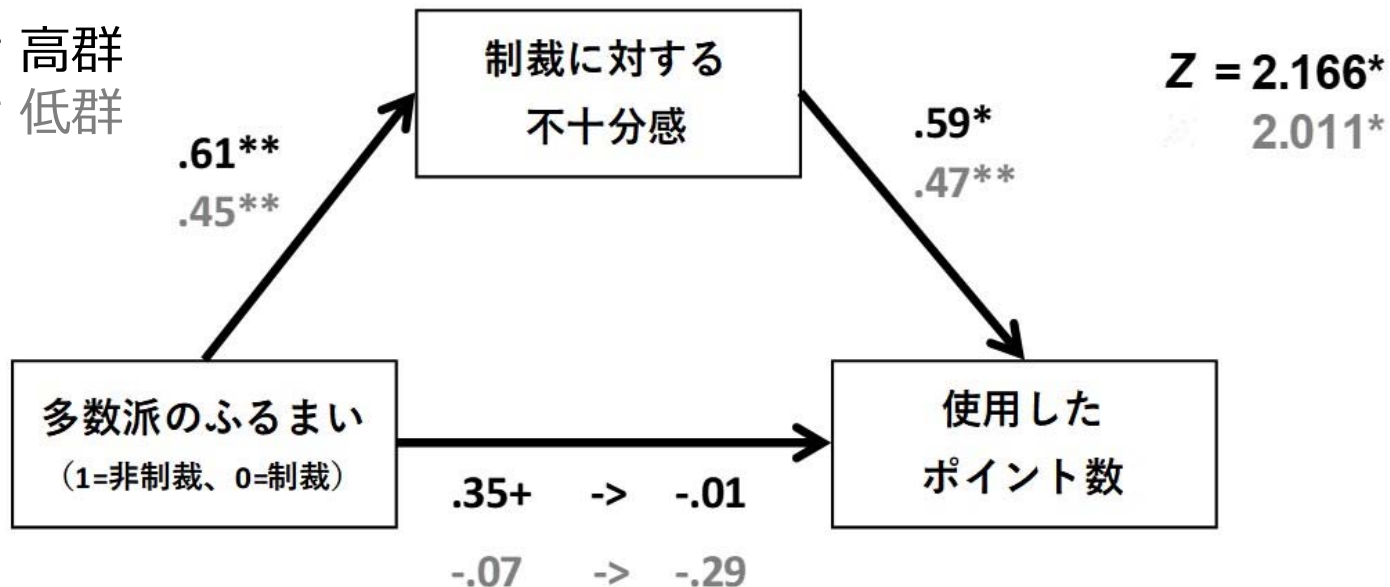 高群
低群
制裁に対する
不十分感
Z = 2.166*
2.011*
.61**
.45**
.59*
.47**
多数派のふるまい
（1=非制裁、0=制裁）
使用した
ポイント数
.35+ -> -.01
-.07 -> -.29